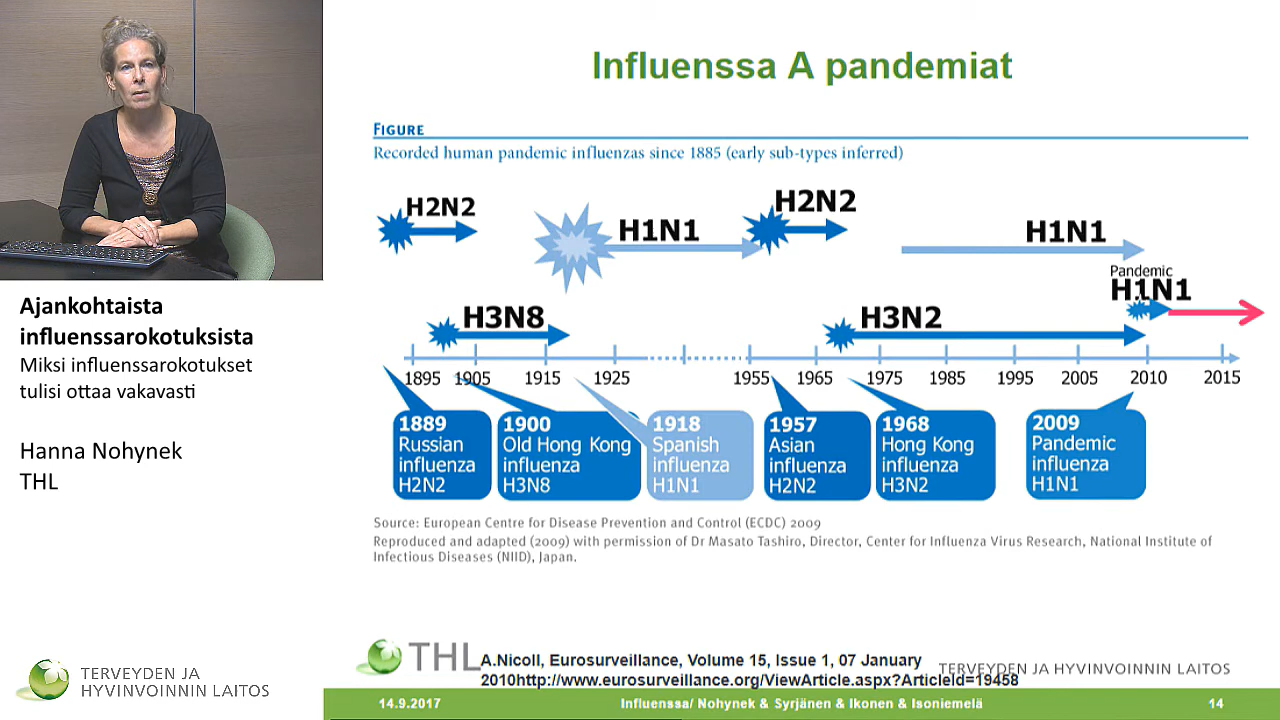 Influenssa A pandemiat
FIGURE
Recorded human pandemic influenzas since 1885 (early sub-types inferred)
H2N2
H1N1
H2N2
H1N1
Pandemic
H1N1
H3N8
H3N2
1895 1905 1915 1925 1955 1965 1975 1985 1995 2005 2010 2015
1889
Russian
influenza
H2N2
1900
Old Hong Kong
influenza
H3N8
1918
Spanish
influenza
H1N1
1957
Asian
influenza
H2N2
1968
Hong Kong
influenza
H3N2
2009
Pandemic
influenza
H1N1
Source: European Centre for Disease Prevention and Control (ECDC) 2009
Reproduced and adapted (2009) with permission of Dr Masato Tashiro, Director, Center for Influenza Virus Research, National Institute of
Infectious Diseases (NIID), Japan.
THL
A.Nicoll, Eurosurveillance, Volume 15, Issue 1, 07 January
2010http://www.eurosurveillance.org/ViewArticle.aspx?ArticleId=19458
TERVEYDEN JA HYVINVOINNIN LAITOS
14.9.2017
Influenssa/ Nohynek & Syrjänen & Ikonen & Isoniemelä
14
Ajankohtaista
influenssarokotuksista
Miksi influenssarokotukset
tulisi ottaa vakavasti
Hanna Nohynek
THL
TERVEYDEN JA
HYVINVOINNIN LAITOS